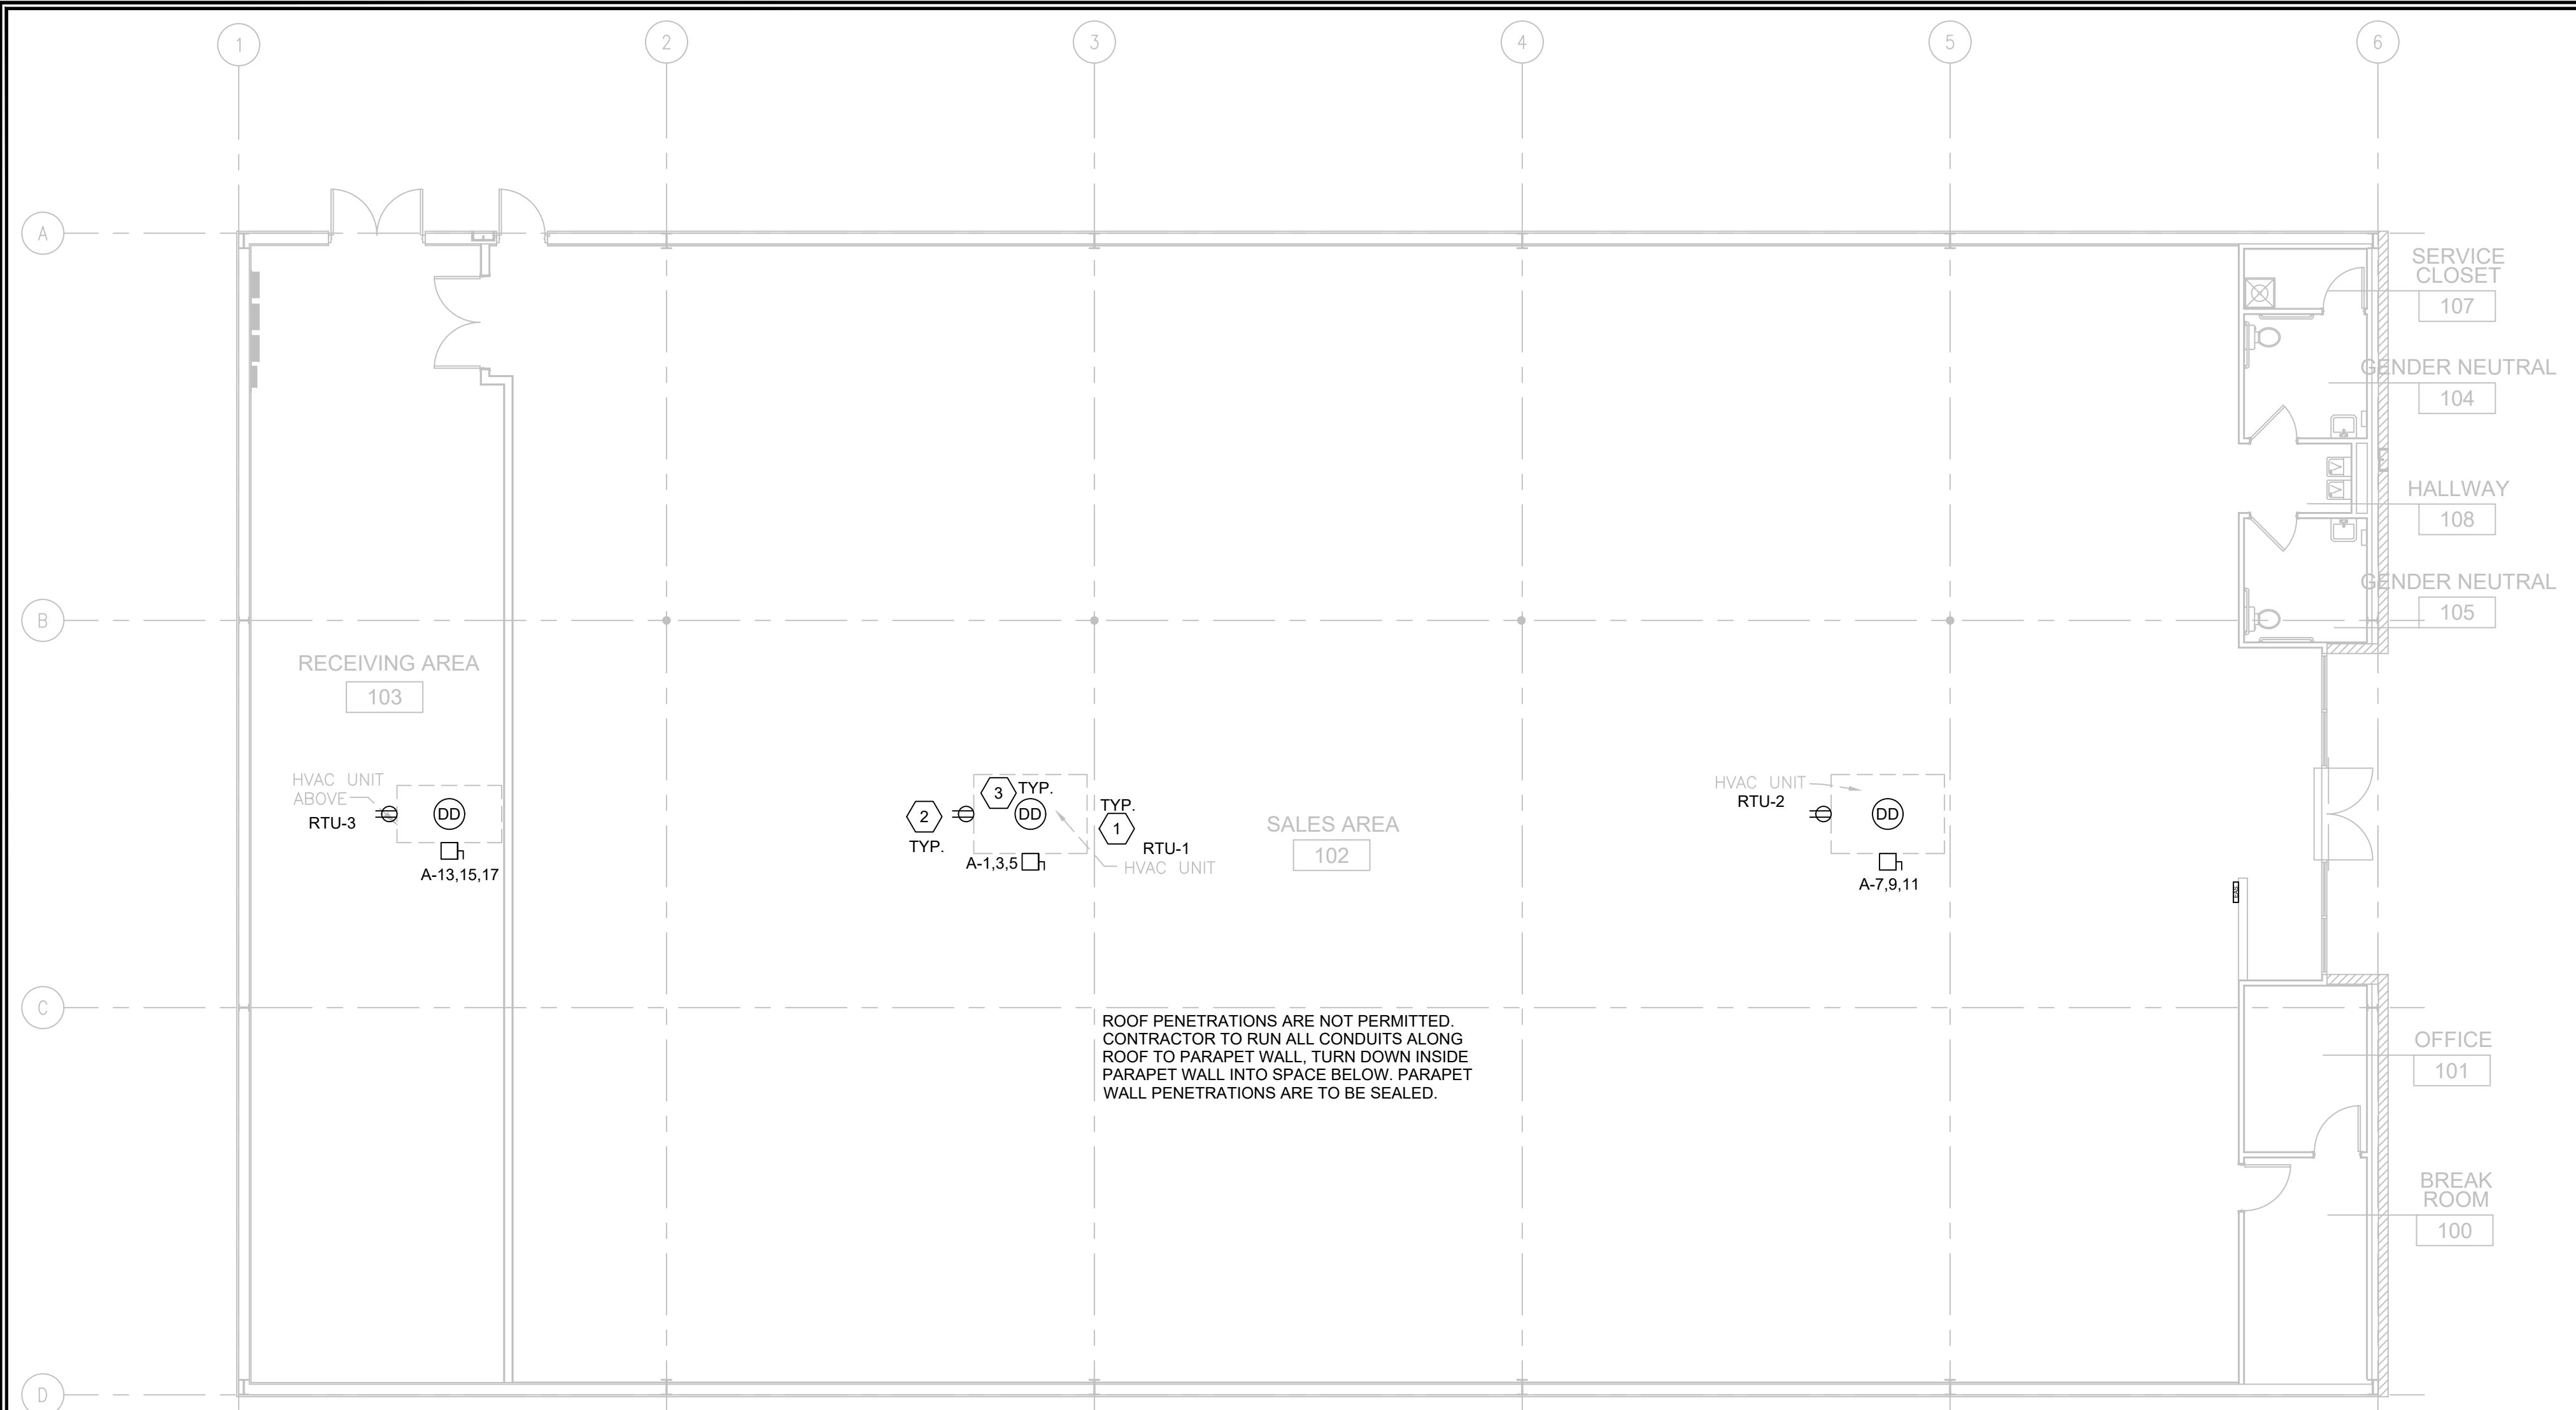 1
2
3
4
5
6
A
SERVICE
CLOSET
107
GENDER NEUTRAL
104
HALLWAY
108
GENDER NEUTRAL
105
B
RECEIVING AREA
103
HVAC UNIT
ABOVE
RTU-3
DD
A-13,15,17
2
TYP.
3
TYP.
DD
A-1,3,5
TYP.
1
RTU-1
HVAC UNIT
SALES AREA
102
HVAC UNIT
RTU-2
DD
A-7,9,11
C
ROOF PENETRATIONS ARE NOT PERMITTED.
CONTRACTOR TO RUN ALL CONDUITS ALONG
ROOF TO PARAPET WALL, TURN DOWN INSIDE
PARAPET WALL INTO SPACE BELOW. PARAPET
WALL PENETRATIONS ARE TO BE SEALED.
OFFICE
101
BREAK
ROOM
100
D